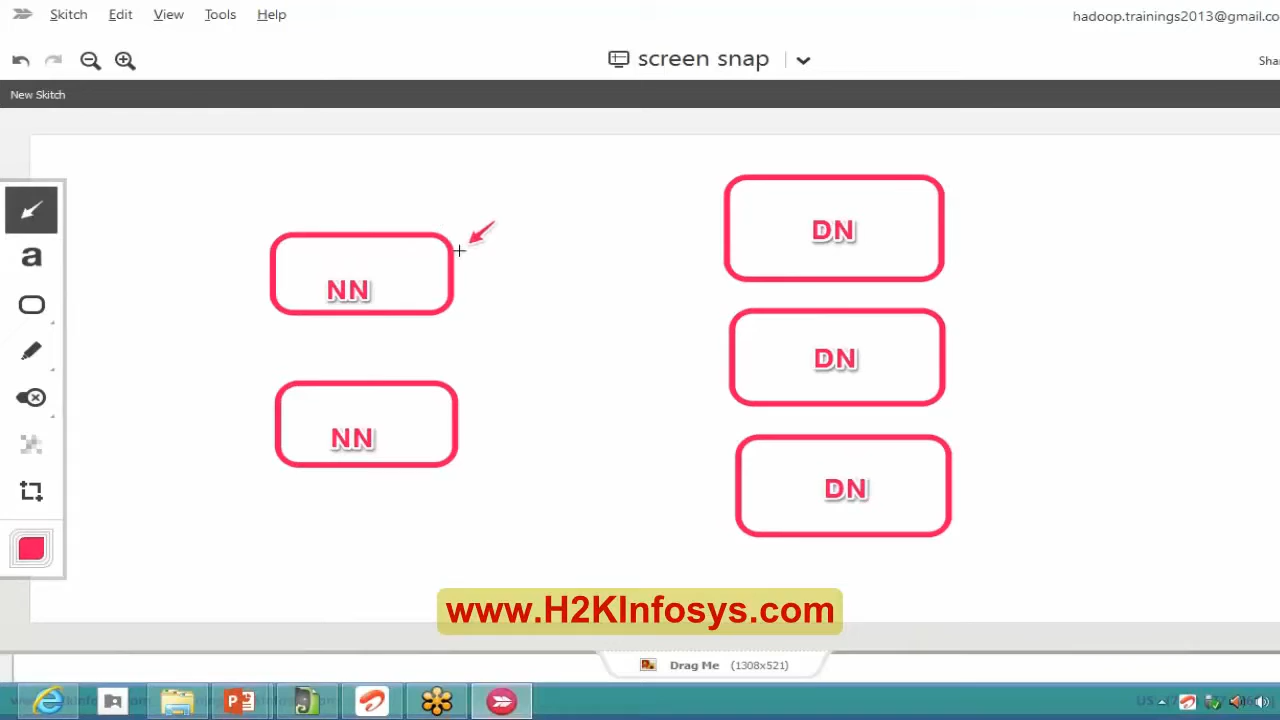 Skitch Edit View Tools Help
hadoop.trainings2013@gmail.co
screen snap
Sha
New Skitch
a
DN
NN
DN
NN
DN
www.H2KInfosys.com
Drag Me (1308x521)